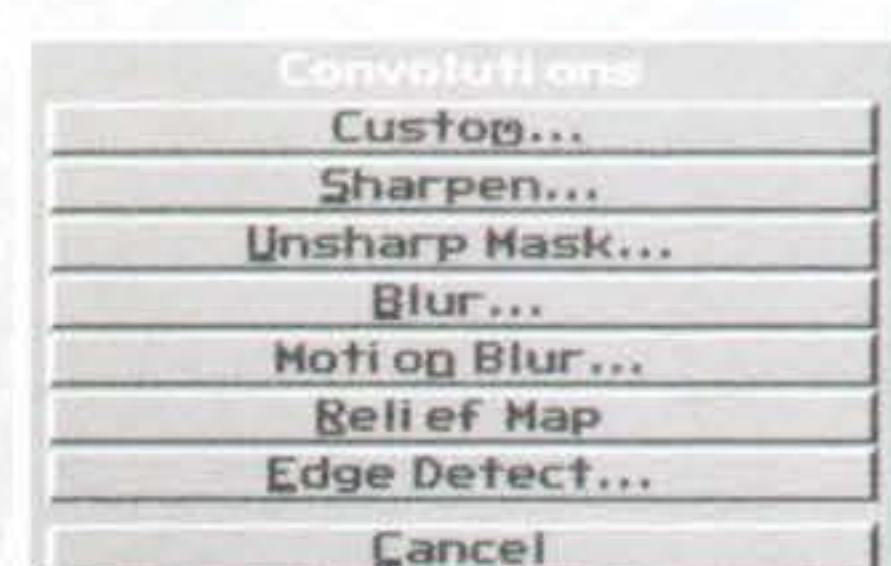 Convolutions
Custom...
Sharpen...
Unsharp Mask...
Blur...
Motion Blur...
Relief Map
Edge Detect...
Cancel